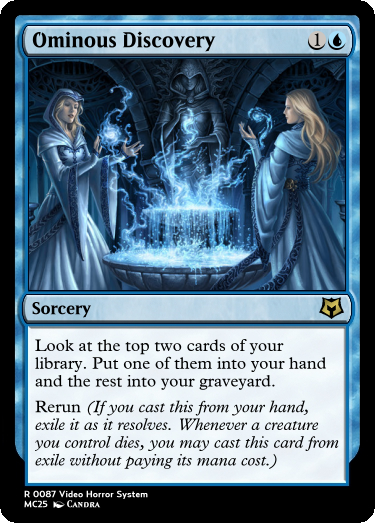 Ominous Discovery
1
Sorcery
Look at the top two cards of your
library. Put one of them into your hand
and the rest into your graveyard.
Rerun (If you cast this from your hand,
exile it as it resolves. Whenever a creature
you control dies, you may cast this card from
exile without paying its mana cost.)
R 0087 Video Horror System
MC25 Candra